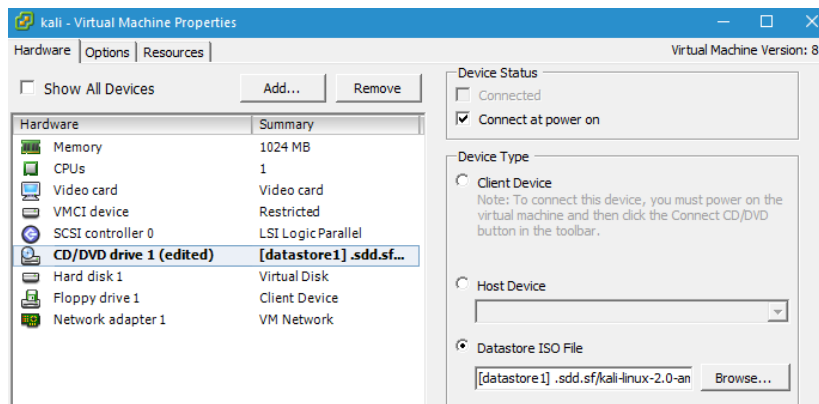 kali - Virtual Machine Properties
Hardware Options Resources Virtual Machine Version: 8
Show All Devices Add... Remove
Hardware Summary
Memory 1024 MB
CPUs 1
Video card Video card
VMCI device Restricted
SCSI controller 0 LSI Logic Parallel
CD/DVD drive 1 (edited) [datastore1] .sdd.sf...
Hard disk 1 Virtual Disk
Floppy drive 1 Client Device
Network adapter 1 VM Network
Device Status
Connected
Connect at power on
Device Type
Client Device
Note: To connect this device, you must power on the
virtual machine and then click the Connect CD/DVD
button in the toolbar.
Host Device
Datastore ISO File
[datastore1] .sdd.sf/kali-linux-2.0-am Browse...